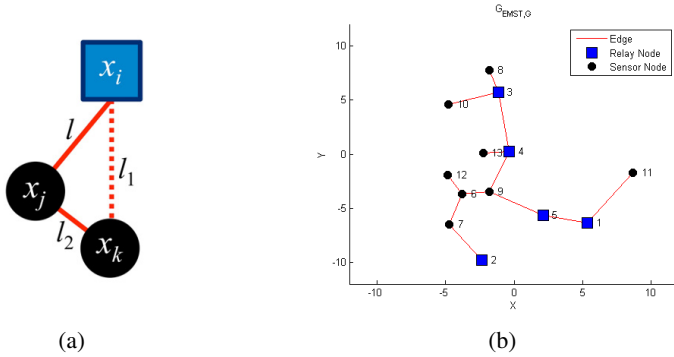 x_i
l
l_1
x_j
l_2
x_k
(a)
G_EMST,G
Edge
Relay Node
Sensor Node
10
5
0
-5
-10
Y
8
3
10
13
4
12
6
9
11
7
5
1
2
-10
-5
0
5
10
X
(b)